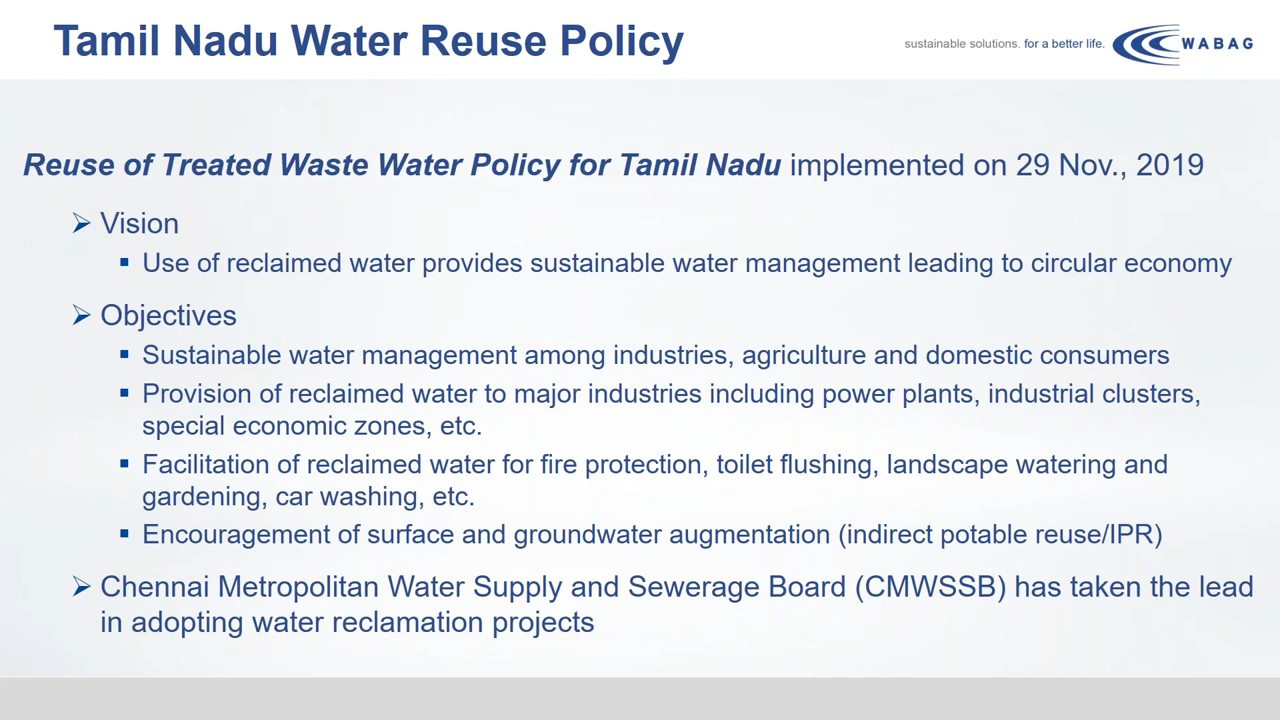 Tamil Nadu Water Reuse Policy
sustainable solutions. for a better life.
WABAG
Reuse of Treated Waste Water Policy for Tamil Nadu implemented on 29 Nov., 2019
➢ Vision
▪ Use of reclaimed water provides sustainable water management leading to circular economy
➢ Objectives
▪ Sustainable water management among industries, agriculture and domestic consumers
▪ Provision of reclaimed water to major industries including power plants, industrial clusters,
special economic zones, etc.
▪ Facilitation of reclaimed water for fire protection, toilet flushing, landscape watering and
gardening, car washing, etc.
▪ Encouragement of surface and groundwater augmentation (indirect potable reuse/IPR)
➢ Chennai Metropolitan Water Supply and Sewerage Board (CMWSSB) has taken the lead
in adopting water reclamation projects